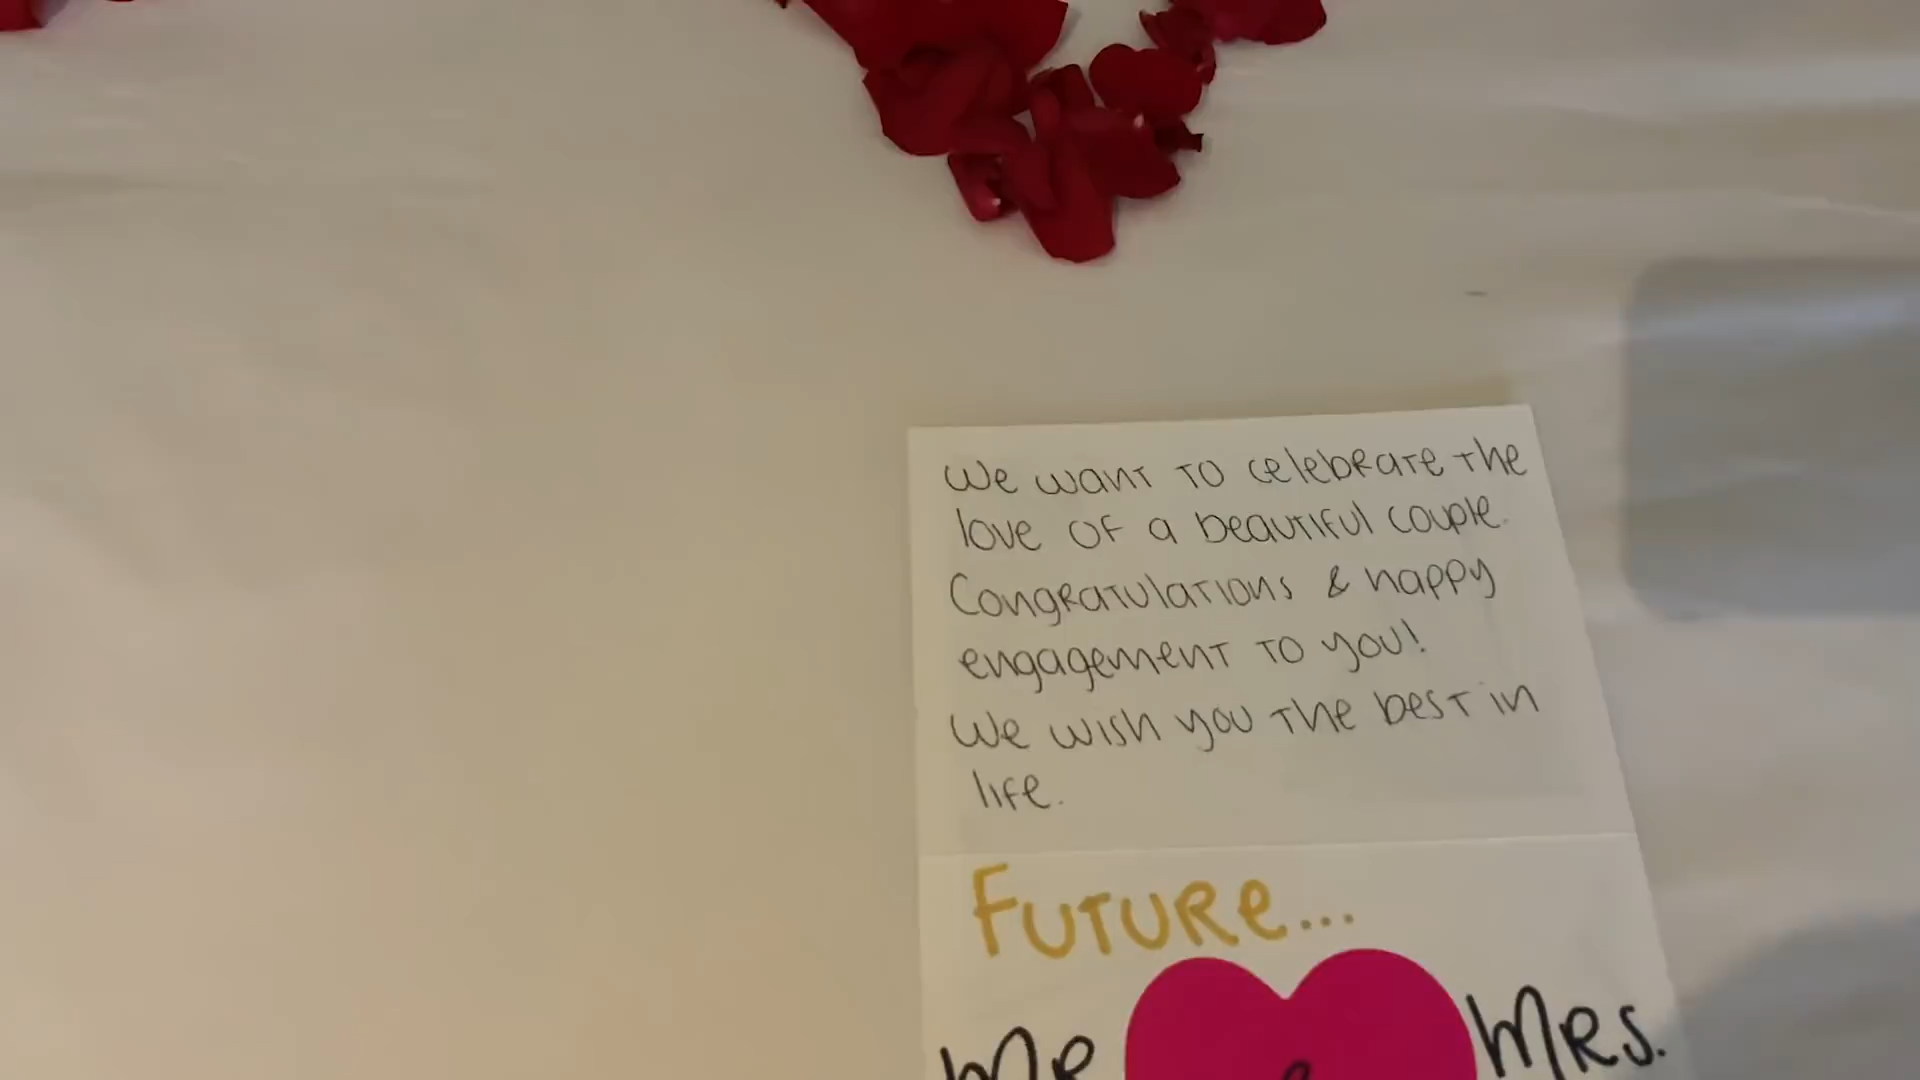 We want to celebrate the
love of a beautiful couple.
Congratulations & happy
engagement to you!
We wish you the best in
life.
Future...
Mr Mrs.